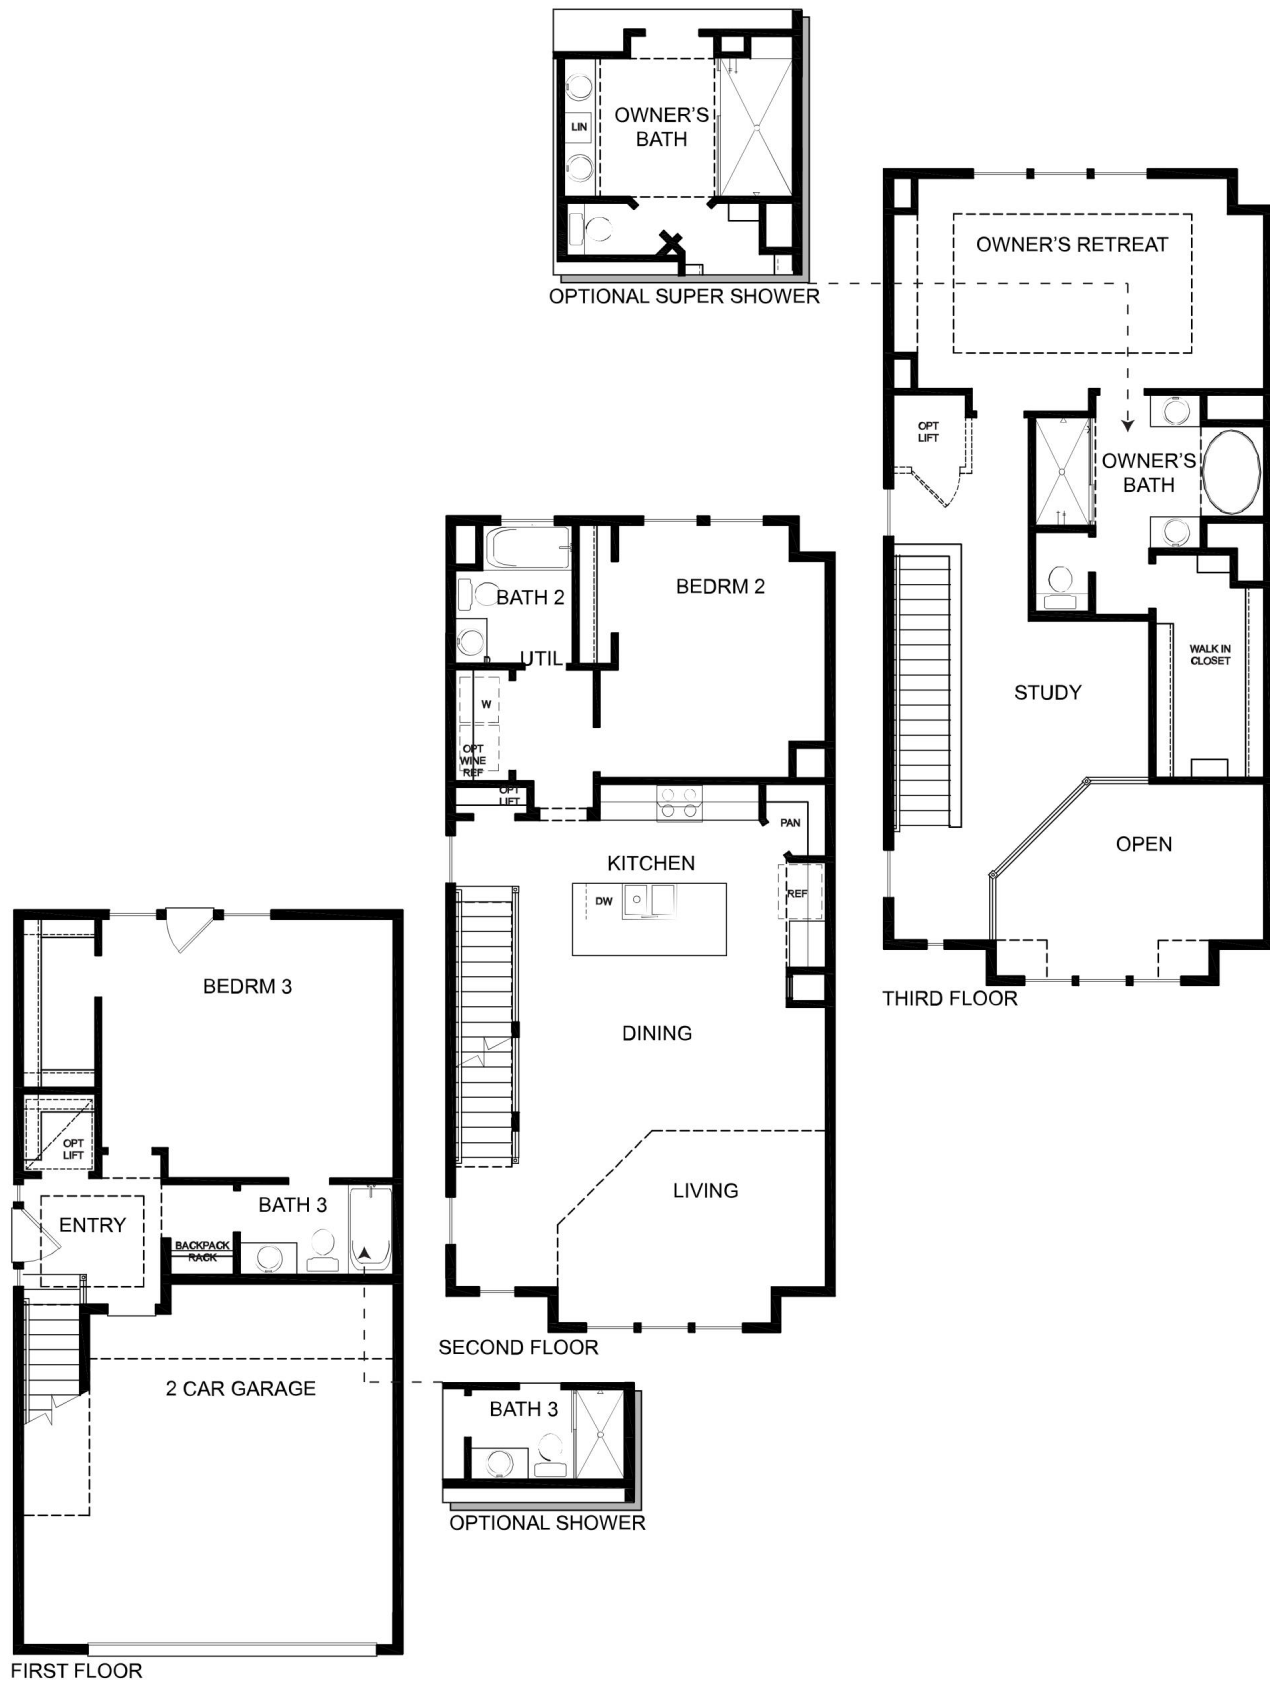 OWNER'S
BATH
LIN
OPTIONAL SUPER SHOWER
OWNER'S RETREAT
OPT
LIFT
OWNER'S
BATH
WALK IN
CLOSET
STUDY
OPEN
THIRD FLOOR
BATH 2
BEDRM 2
UTIL
W
OPT
WINE
REF
OPT
LIFT
PAN
KITCHEN
DW
REF
DINING
LIVING
SECOND FLOOR
BEDRM 3
OPT
LIFT
ENTRY
BATH 3
BACKPACK
RACK
2 CAR GARAGE
FIRST FLOOR
BATH 3
OPTIONAL SHOWER